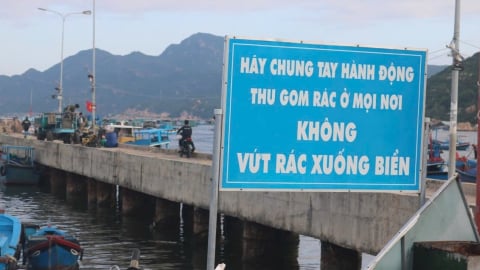 HÃY CHUNG TAY HÀNH ĐỘNG
THU GOM RÁC Ở MỌI NƠI
KHÔNG
VỨT RÁC XUỐNG BIỂN